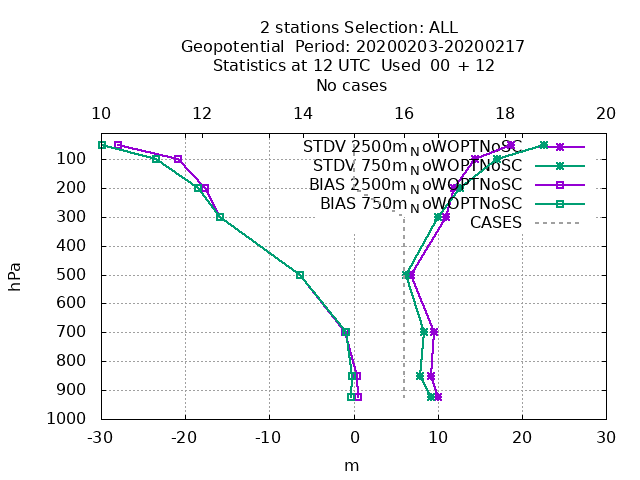 2 stations Selection: ALL
Geopotential  Period: 20200203-20200217
Statistics at 12 UTC  Used  00 + 12
No cases
10 12 14 16 18 20
STDV 2500m_NoWOPTNoSC
STDV 750m_NoWOPTNoSC
BIAS 2500m_NoWOPTNoSC
BIAS 750m_NoWOPTNoSC
CASES
100
200
300
400
500
600
700
800
900
1000
hPa
-30 -20 -10 0 10 20 30
m